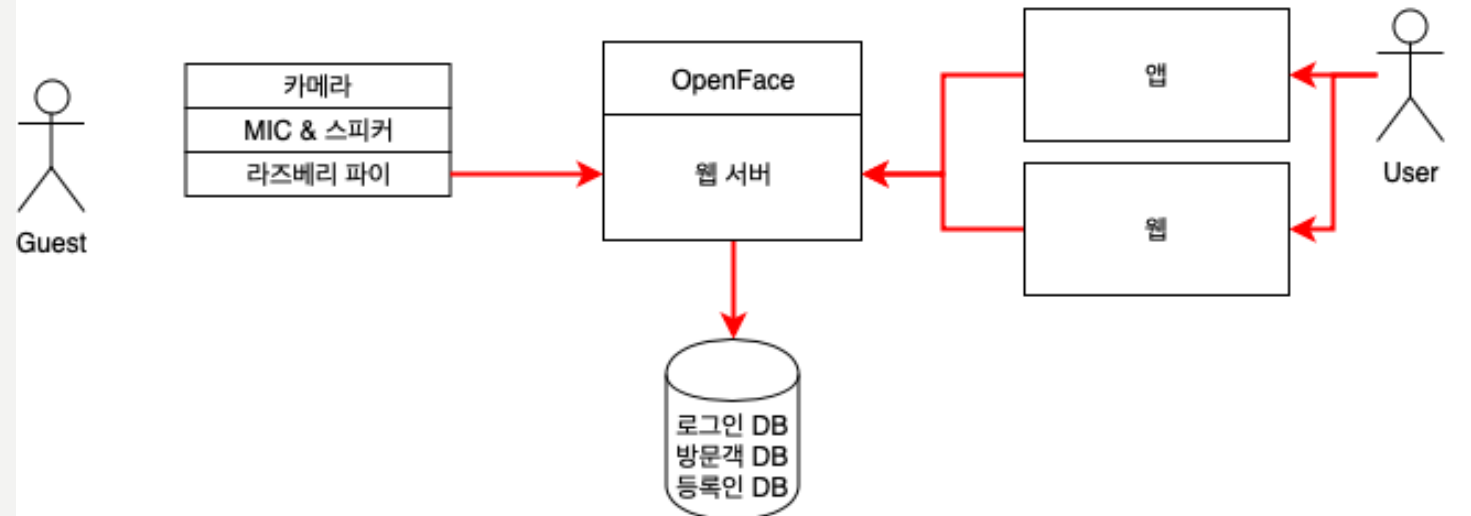 Guest
카메라
MIC & 스피커
라즈베리 파이
OpenFace
웹 서버
로그인 DB
방문객 DB
등록인 DB
앱
웹
User